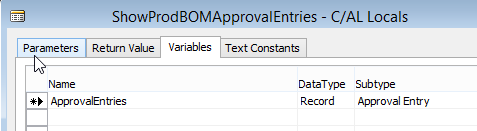 ShowProdBOMApprovalEntries - C/AL Locals
Parameters Return Value Variables Text Constants
Name DataType Subtype
ApprovalEntries Record Approval Entry